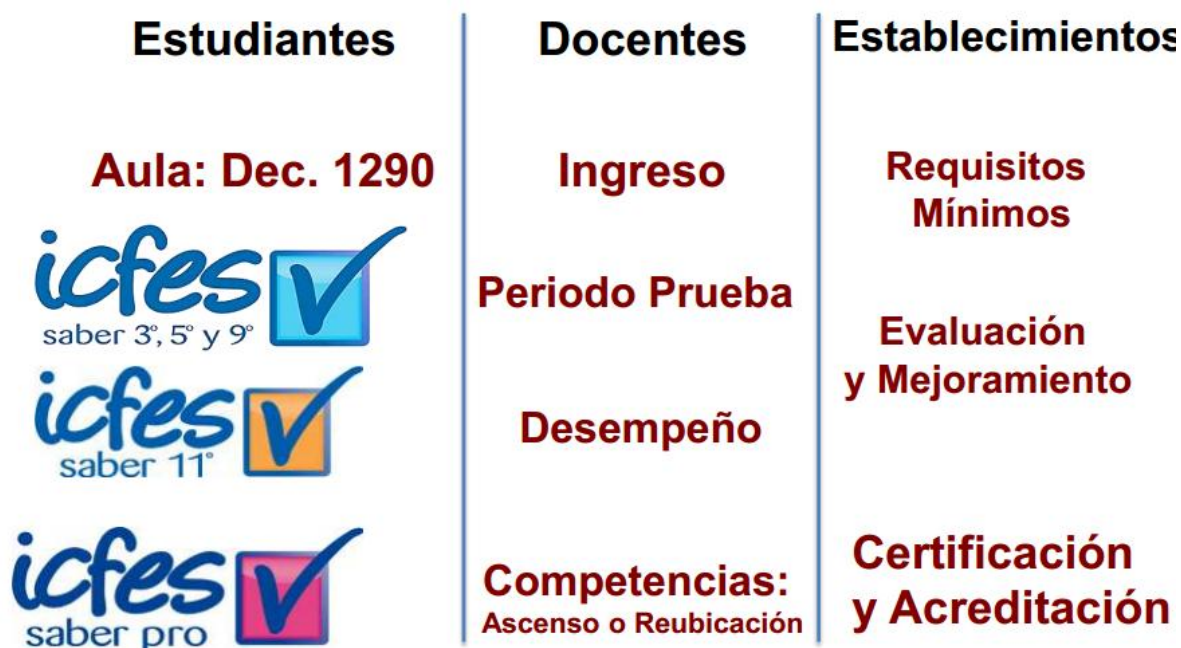 Estudiantes
Aula: Dec. 1290
icfes
saber 3°, 5° y 9°
icfes
saber 11°
icfes
saber pro
Docentes
Ingreso
Periodo Prueba
Desempeño
Competencias:
Ascenso o Reubicación
Establecimientos
Requisitos
Mínimos
Evaluación
y Mejoramiento
Certificación
y Acreditación